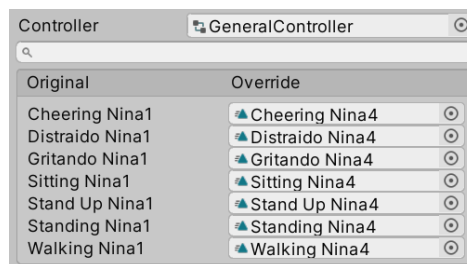 Controller GeneralController
Original Override
Cheering Nina1 Cheering Nina4
Distraido Nina1 Distraido Nina4
Gritando Nina1 Gritando Nina4
Sitting Nina1 Sitting Nina4
Stand Up Nina1 Stand Up Nina4
Standing Nina1 Standing Nina4
Walking Nina1 Walking Nina4